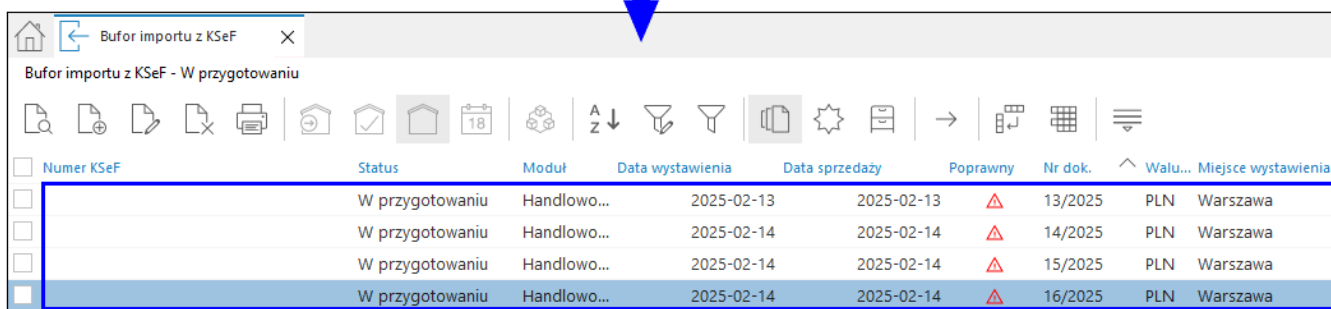 Bufor importu z KSeF
Bufor importu z KSeF - W przygotowaniu
18
A
Z
Numer KSeF Status Moduł Data wystawienia Data sprzedaży Poprawny Nr dok. Walu... Miejsce wystawienia
W przygotowaniu Handlowo... 2025-02-13 2025-02-13 13/2025 PLN Warszawa
W przygotowaniu Handlowo... 2025-02-14 2025-02-14 14/2025 PLN Warszawa
W przygotowaniu Handlowo... 2025-02-14 2025-02-14 15/2025 PLN Warszawa
W przygotowaniu Handlowo... 2025-02-14 2025-02-14 16/2025 PLN Warszawa